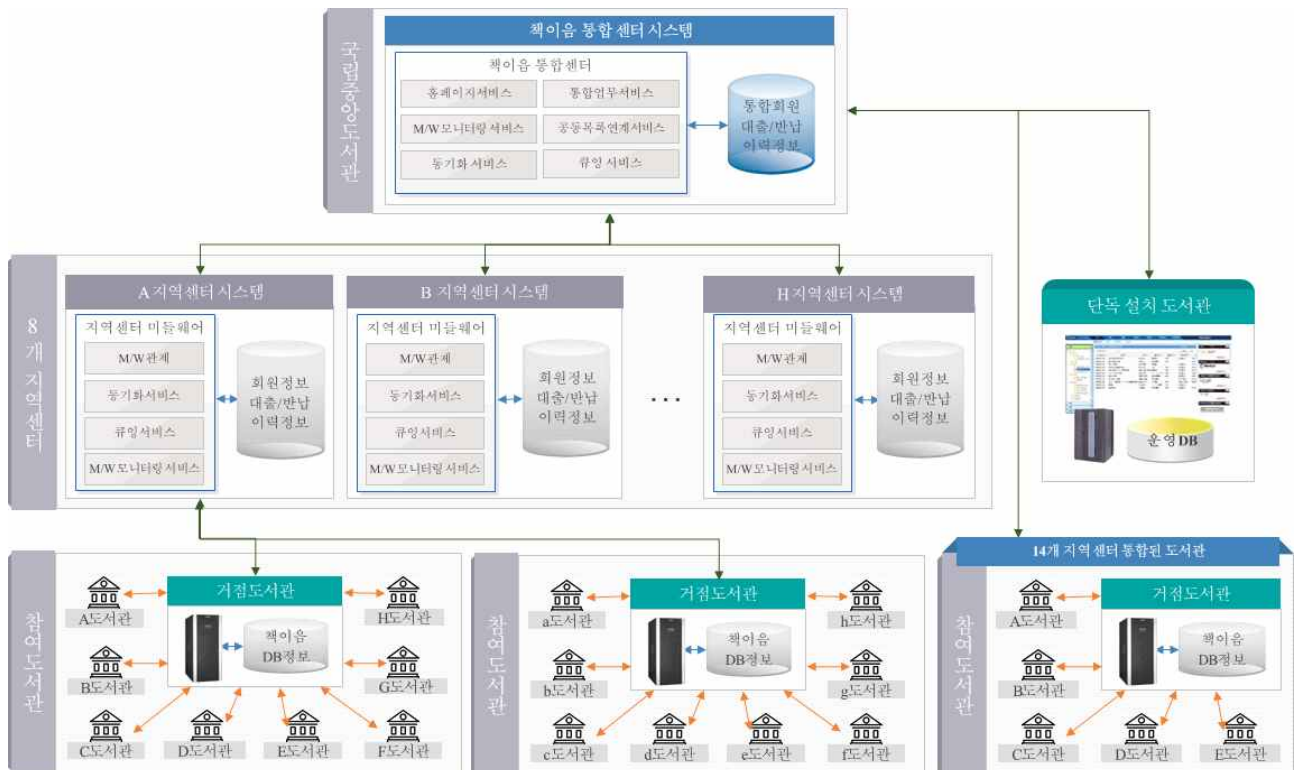 국립중앙도서관
책이음 통합 센터 시스템
책이음 통합센터
홈페이지서비스
통합업무서비스
M/W모니터링 서비스
공동목록연계서비스
동기화 서비스
큐잉 서비스
통합회원
대출/반납
이력정보
8개 지역센터
A 지역센터 시스템
지역센터 미들웨어
M/W관제
동기화서비스
큐잉서비스
M/W모니터링 서비스
회원정보
대출/반납
이력정보
B 지역센터 시스템
지역센터 미들웨어
M/W관제
동기화서비스
큐잉서비스
M/W모니터링 서비스
회원정보
대출/반납
이력정보
...
H 지역센터 시스템
지역센터 미들웨어
M/W관제
동기화서비스
큐잉서비스
M/W모니터링 서비스
회원정보
대출/반납
이력정보
단독 설치 도서관
운영DB
참여도서관
거점도서관
책이음
DB정보
A도서관
H도서관
B도서관
G도서관
C도서관
D도서관
E도서관
F도서관
참여도서관
거점도서관
책이음
DB정보
a도서관
h도서관
b도서관
g도서관
c도서관
d도서관
e도서관
f도서관
참여도서관
14개 지역센터 통합된 도서관
거점도서관
책이음
DB정보
A도서관
B도서관
C도서관
D도서관
E도서관